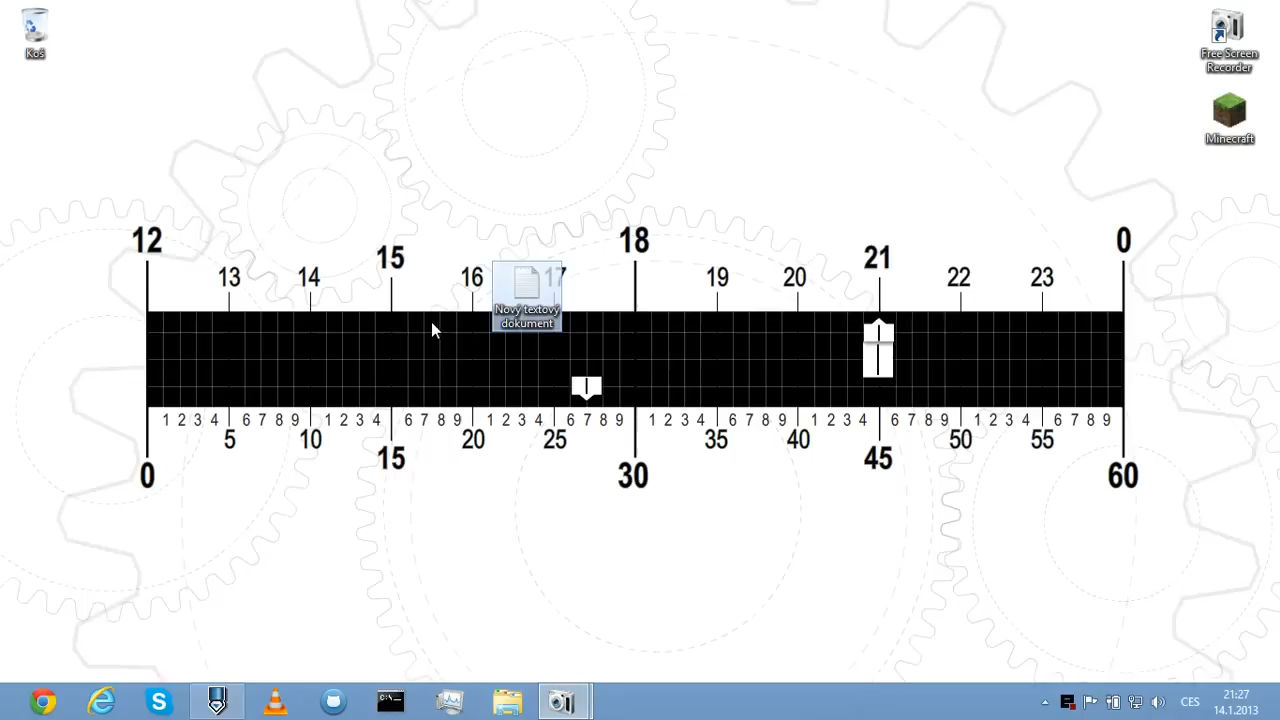 Koš
Free Screen
Recorder
Minecraft
12 15 18 21 0
13 14 16 17 19 20 22 23
Nový textový
dokument
1 2 3 4 6 7 8 9 1 2 3 4 6 7 8 9 1 2 3 4 6 7 8 9 1 2 3 4 6 7 8 9 1 2 3 4 6 7 8 9 1 2 3 4 6 7 8 9
5 10 20 25 35 40 50 55
0 15 30 45 60
C:\.
CES
21:27
14.1.2013